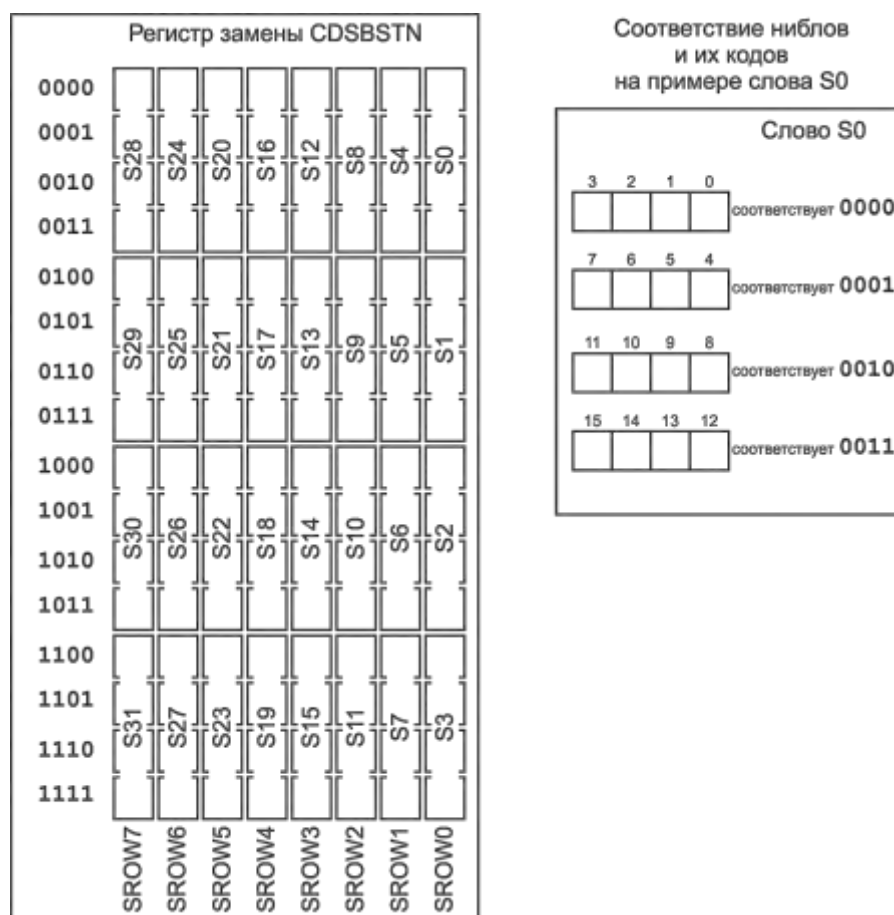 Регистр замены CDSBSTN
0000
0001
0010
0011
S28 S24 S20 S16 S12 S8 S4 S0
0100
0101
0110
0111
S29 S25 S21 S17 S13 S9 S5 S1
1000
1001
1010
1011
S30 S26 S22 S18 S14 S10 S6 S2
1100
1101
1110
1111
S31 S27 S23 S19 S15 S11 S7 S3
SROW7 SROW6 SROW5 SROW4 SROW3 SROW2 SROW1 SROW0
Соответствие ниблов
и их кодов
на примере слова S0
Слово S0
3 2 1 0
соответствует 0000
7 6 5 4
соответствует 0001
11 10 9 8
соответствует 0010
15 14 13 12
соответствует 0011